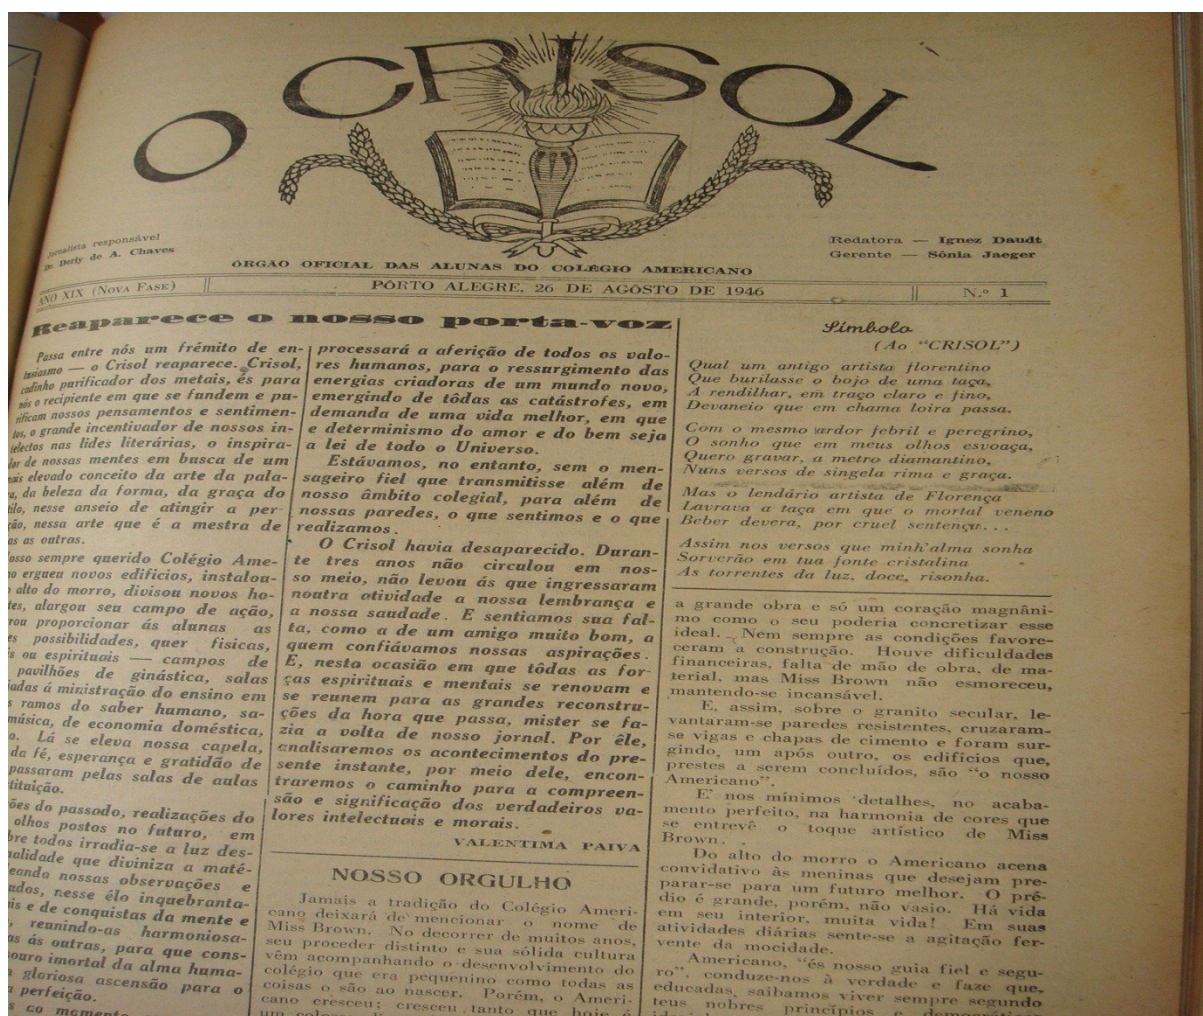 O CRISOL
Jornalista responsável
Dr. Derly de A. Chaves
ÓRGÃO OFICIAL DAS ALUNAS DO COLÉGIO AMERICANO
Redatora — Ignez Daudt
Gerente — Sônia Jaeger
ANO XIX (NOVA FASE)
PÔRTO ALEGRE, 26 DE AGÔSTO DE 1946
N.º 1
Reaparece o nosso porta-voz
Passa entre nós um frémito de en-
tusiasmo — o Crisol reaparece. Crisol,
cadinho purificador dos metais, és para
nós o recipiente em que se fundem e pu-
rificam nossos pensamentos e sentimen-
tos, o grande incentivador de nossos in-
telectos nas lides literárias, o inspira-
dor de nossas mentes em busca de um
mais elevado conceito da arte da pala-
da beleza da forma, da graça do
nesse anseio de atingir a per-
nessa arte que é a mestra de
as outras.
sempre querido Colégio Ame-
ergueu novos edificios, instalou-
alto do morro, divisou novos ho-
alargou seu campo de ação,
proporcionar ás alunas as
possibilidades, quer fisicas,
ou espirituais — campos de
pavilhões de ginástica, salas
á ministração do ensino em
ramos do saber humano, sa-
música, de economia doméstica,
Lá se eleva nossa capela,
da fé, esperança e gratidão de
passaram pelas salas de aulas
do passado, realizações do
olhos postos no futuro, em
todos irradia-se a luz des-
que diviniza a maté-
nossas observações e
nesse élo inquebranta-
e de conquistas da mente e
reunindo-as harmoniosa-
ás outras, para que cons-
imortal da alma huma-
gloriosa ascensão para o
perfeição.
ao momento
processará a aferição de todos os valo-
res humanos, para o ressurgimento das
energias criadoras de um mundo novo,
emergindo de tôdas as catástrofes, em
demanda de uma vida melhor, em que
e determinismo do amor e do bem seja
a lei de todo o Universo.
Estávamos, no entanto, sem o men-
sageiro fiel que transmitisse além de
nosso âmbito colegial, para além de
nossas paredes, o que sentimos e o que
realizamos.
O Crisol havia desaparecido. Duran-
te tres anos não circulou em nos-
so meio, não levou ás que ingressaram
noutra atividade a nossa lembrança e
a nossa saudade. E sentiamos sua fal-
ta, como a de um amigo muito bom, a
quem confiávamos nossas aspirações.
E, nesta ocasião em que tôdas as for-
ças espirituais e mentais se renovam e
se reunem para as grandes reconstru-
ções da hora que passa, mister se fa-
zia a volta de nosso jornal. Por êle,
analisaremos os acontecimentos do pre-
sente instante, por meio dele, encon-
traremos o caminho para a compreen-
são e significação dos verdadeiros va-
lores intelectuais e morais.
VALENTIMA PAIVA
NOSSO ORGULHO
Jamais a tradição do Colégio Ameri-
cano deixará de mencionar o nome de
Miss Brown. No decorrer de muitos anos,
seu proceder distinto e sua sólida cultura
vêm acompanhando o desenvolvimento do
colégio que era pequenino como todas as
coisas o são ao nascer. Porém, o Ameri-
cano cresceu; cresceu tanto que hoje é
Símbolo
(Ao "CRISOL")
Qual um antigo artista florentino
Que burilasse o bojo de uma taça,
A rendilhar, em traço claro e fino,
Devaneio que em chama loira passa.
Com o mesmo ardor febril e peregrino,
O sonho que em meus olhos esvoaça,
Quero gravar, a metro diamantino,
Nuns versos de singela rima e graça.
Mas o lendário artista de Florença
Lavrava a taça em que o mortal veneno
Beber devera, por cruel sentença...
Assim nos versos que minh'alma sonha
Sorverão em tua fonte cristalina
As torrentes da luz, doce, risonha.
a grande obra e só um coração magnâni-
mo como o seu poderia concretizar esse
ideal. Nem sempre as condições favore-
ceram a construção. Houve dificuldades
financeiras, falta de mão de obra, de ma-
terial, mas Miss Brown não esmoreceu,
mantendo-se incansável.
E, assim, sobre o granito secular, le-
vantaram-se paredes resistentes, cruzaram-
se vigas e chapas de cimento e foram sur-
gindo, um após outro, os edifícios que,
prestes a serem concluídos, são "o nosso
Americano".
E' nos mínimos detalhes, no acaba-
mento perfeito, na harmonia de cores que
se entrevê o toque artístico de Miss
Brown.
Do alto do morro o Americano acena
convidativo às meninas que desejam pre-
parar-se para um futuro melhor. O pré-
dio é grande, porém, não vasio. Há vida
em seu interior, muita vida! Em suas
atividades diárias sente-se a agitação fer-
vente da mocidade.
Americano, "és nosso guia fiel e segu-
ro", conduze-nos à verdade e faze que,
educadas, saibamos viver sempre segundo
teus nobres princípios e democráticos